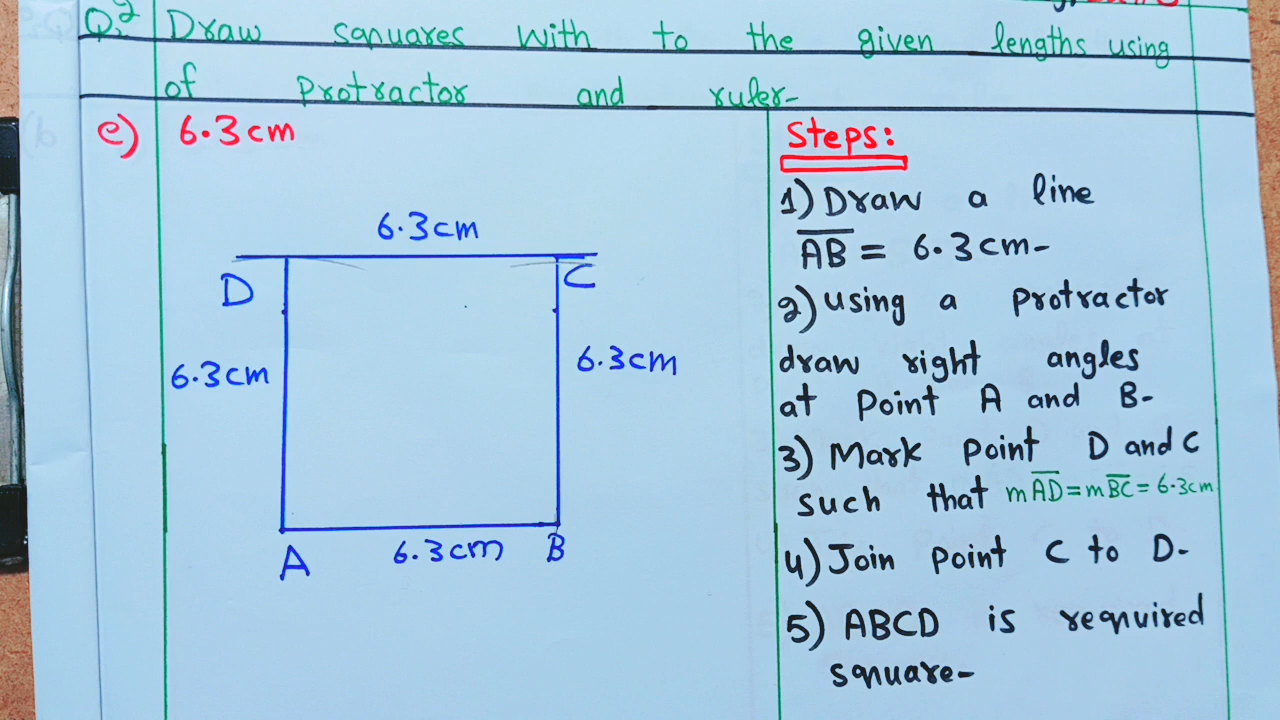 Q.2 Draw squares with to the given lengths using
of Protractor and ruler-
e) 6.3cm
6.3cm
D
C
6.3cm
6.3cm
A
6.3cm
B
Steps:
1) Draw a line
AB = 6.3cm-
2) using a protractor
draw right angles
at Point A and B-
3) Mark Point D and C
such that mAD=mBC=6.3cm
4) Join Point C to D-
5) ABCD is required
square-